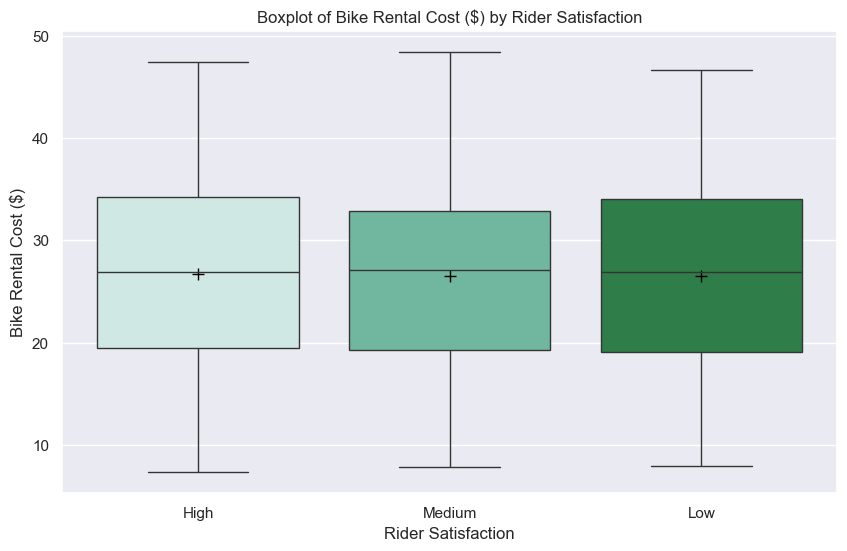 Boxplot of Bike Rental Cost ($) by Rider Satisfaction
Bike Rental Cost ($)
50
40
30
20
10
High
Medium
Low
Rider Satisfaction